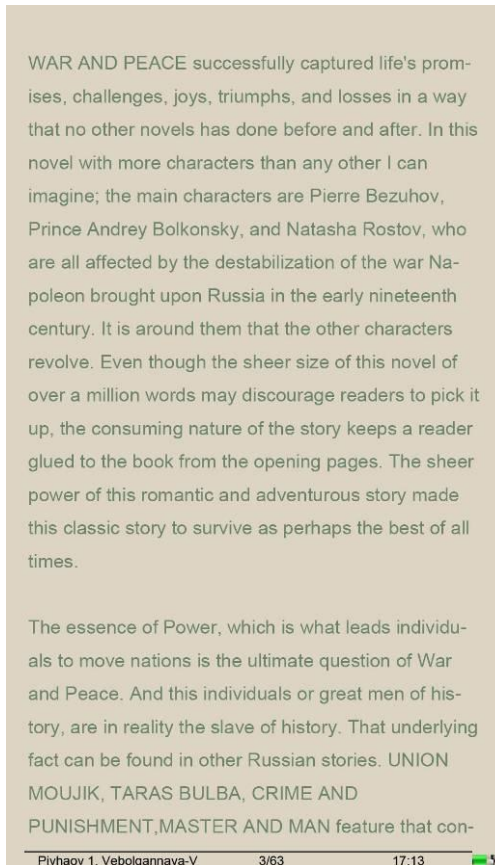 WAR AND PEACE successfully captured life's prom-
ises, challenges, joys, triumphs, and losses in a way
that no other novels has done before and after. In this
novel with more characters than any other I can
imagine; the main characters are Pierre Bezuhov,
Prince Andrey Bolkonsky, and Natasha Rostov, who
are all affected by the destabilization of the war Na-
poleon brought upon Russia in the early nineteenth
century. It is around them that the other characters
revolve. Even though the sheer size of this novel of
over a million words may discourage readers to pick it
up, the consuming nature of the story keeps a reader
glued to the book from the opening pages. The sheer
power of this romantic and adventurous story made
this classic story to survive as perhaps the best of all
times.
The essence of Power, which is what leads individu-
als to move nations is the ultimate question of War
and Peace. And this individuals or great men of his-
tory, are in reality the slave of history. That underlying
fact can be found in other Russian stories. UNION
MOUJIK, TARAS BULBA, CRIME AND
PUNISHMENT,MASTER AND MAN feature that con-
3/63 17:13